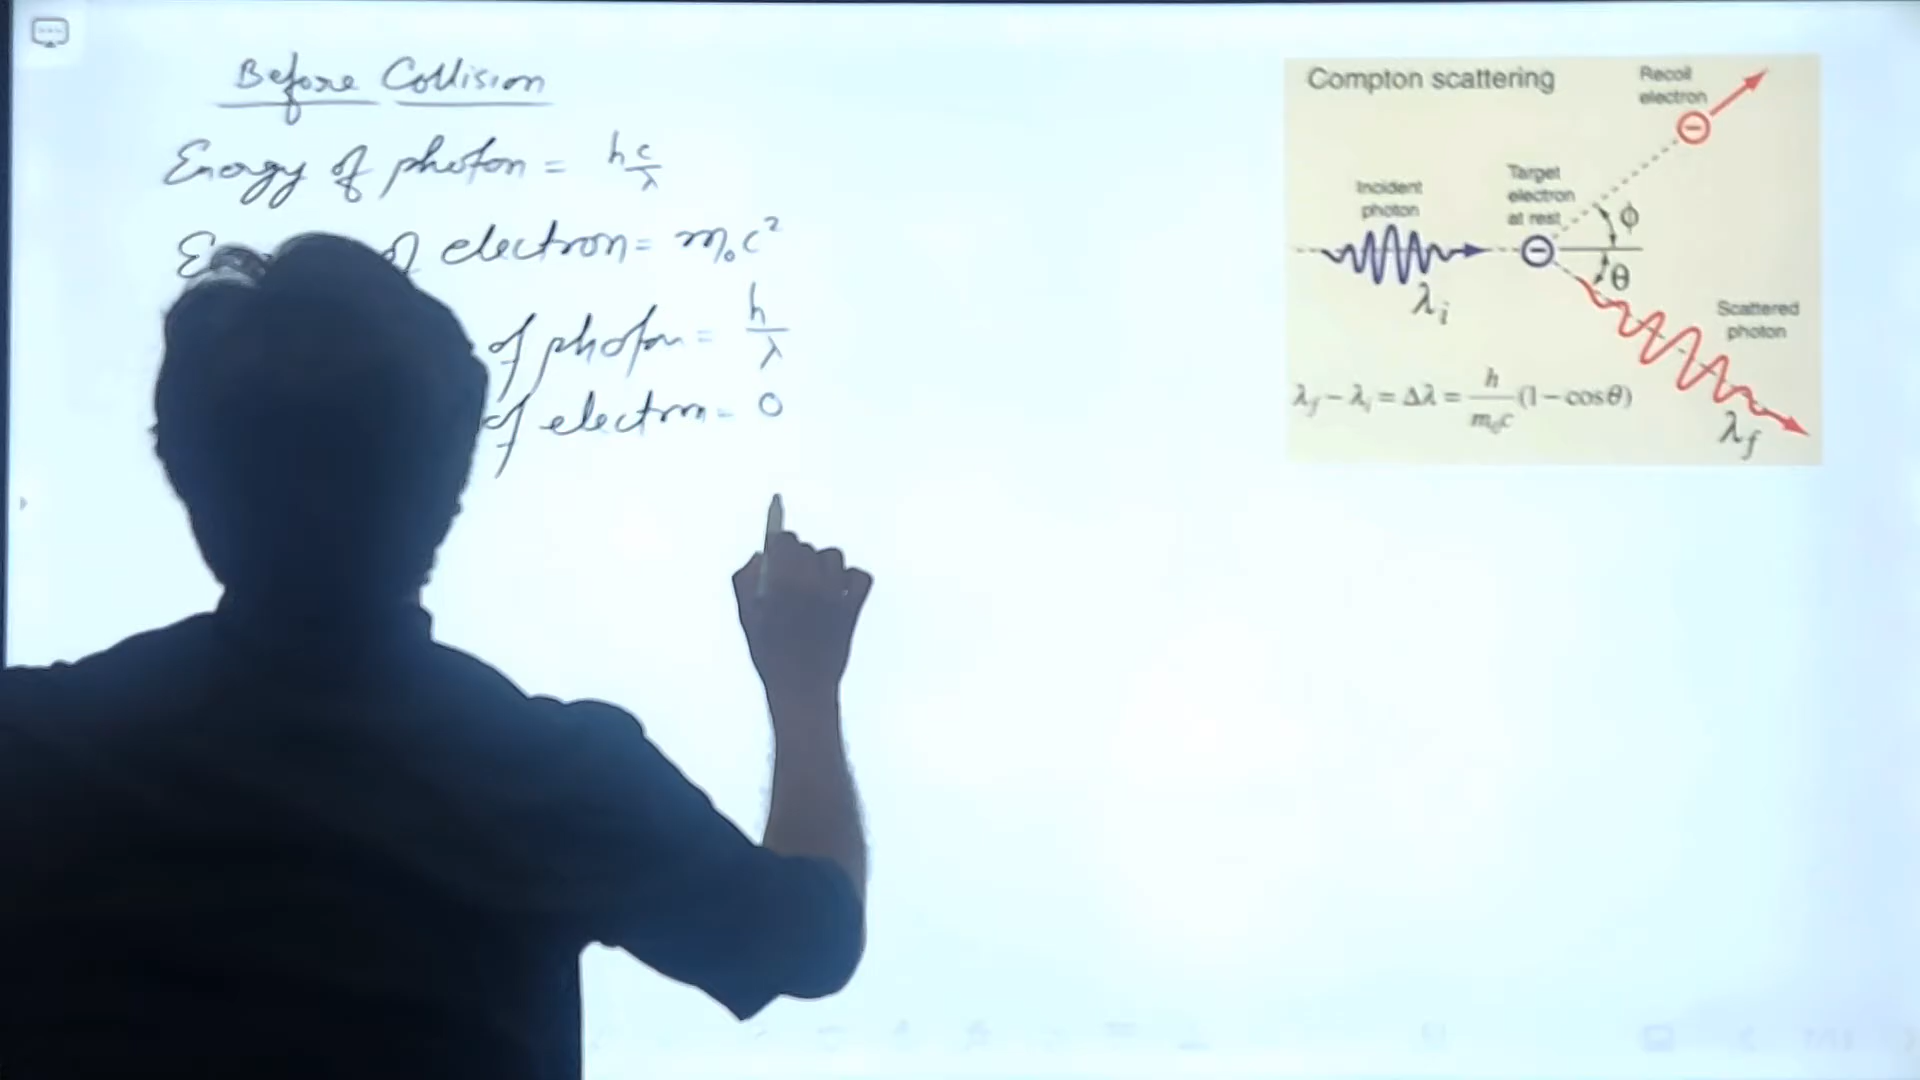 Before Collision
Energy of photon = hc/λ
of electron = m₀c²
of photon = h/λ
of electron = 0
Compton scattering
Recoil
electron
Target
electron
at rest
Incident
photon
ϕ
θ
λi
Scattered
photon
λf − λi = Δλ = h/m₀c (1 − cosθ)
λf